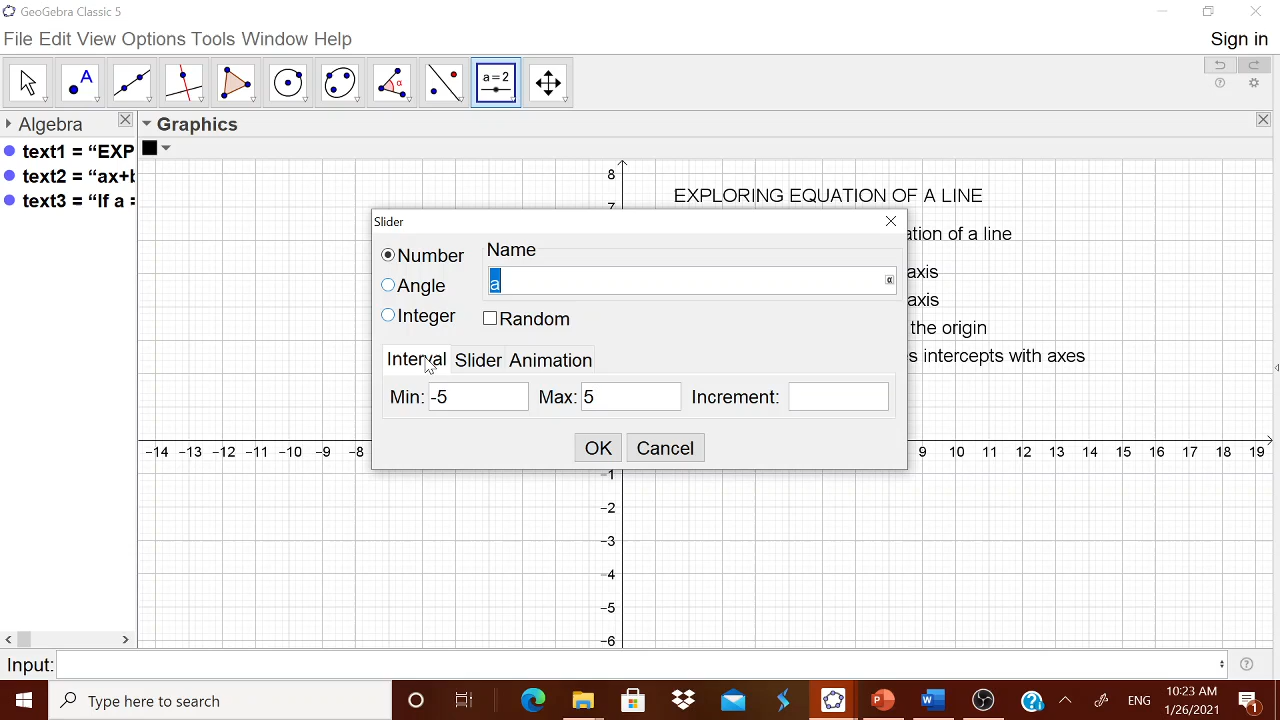 GeoGebra Classic 5
File Edit View Options Tools Window Help
Sign in
A
α
a=2
Algebra
Graphics
text1 = “EXP
text2 = “ax+b
text3 = “If a =
8
7
EXPLORING EQUATION OF A LINE
ation of a line
axis
axis
the origin
s intercepts with axes
Slider
Number
Name
a
α
Angle
Integer
Random
Interval Slider Animation
Min: -5 Max: 5 Increment:
OK Cancel
−14 −13 −12 −11 −10 −9 −8 9 10 11 12 13 14 15 16 17 18 19
−1
−2
−3
−4
−5
−6
Input:
Type here to search
ENG
10:23 AM
1/26/2021
1